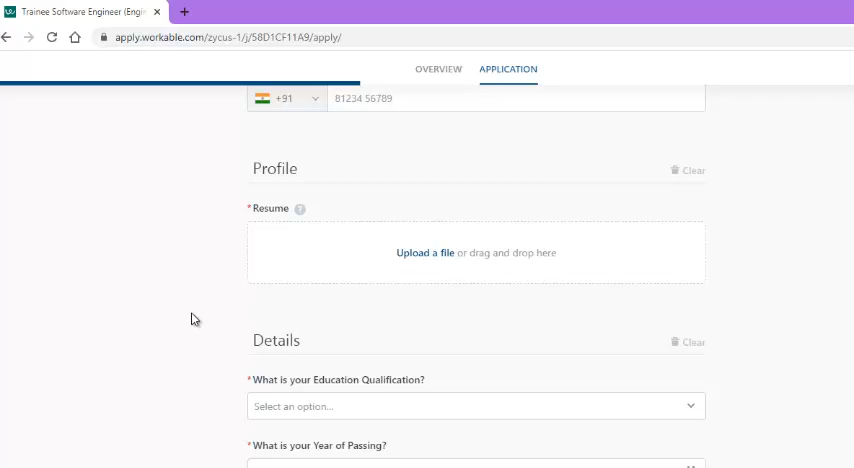 Trainee Software Engineer (Engin
apply.workable.com/zycus-1/j/58D1CF11A9/apply/
OVERVIEW APPLICATION
+91 81234 56789
Profile Clear
* Resume ?
Upload a file or drag and drop here
Details Clear
* What is your Education Qualification?
Select an option...
* What is your Year of Passing?